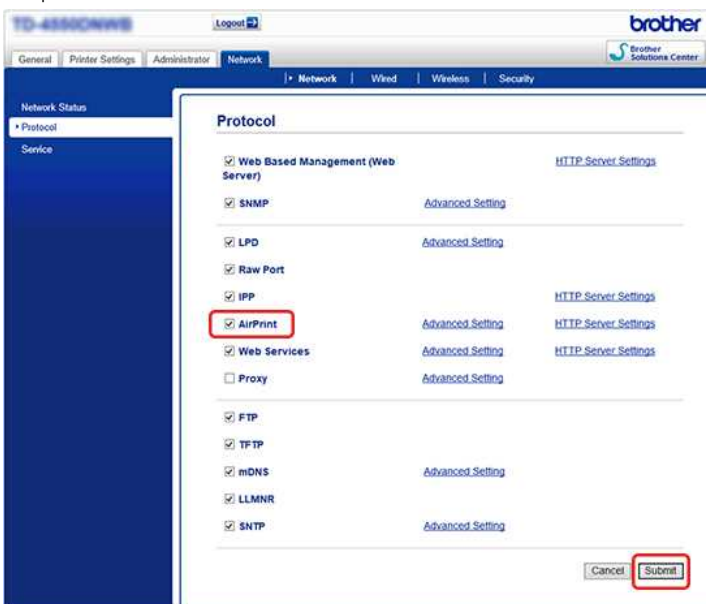 Logout
brother
General Printer Settings Administrator Network
Brother Solutions Center
Network | Wired | Wireless | Security
Network Status
Protocol
Service
Protocol
Web Based Management (Web Server) HTTP Server Settings
SNMP Advanced Setting
LPD Advanced Setting
Raw Port
IPP HTTP Server Settings
AirPrint Advanced Setting HTTP Server Settings
Web Services Advanced Setting HTTP Server Settings
Proxy Advanced Setting
FTP
TFTP
mDNS Advanced Setting
LLMNR
SNTP Advanced Setting
Cancel Submit